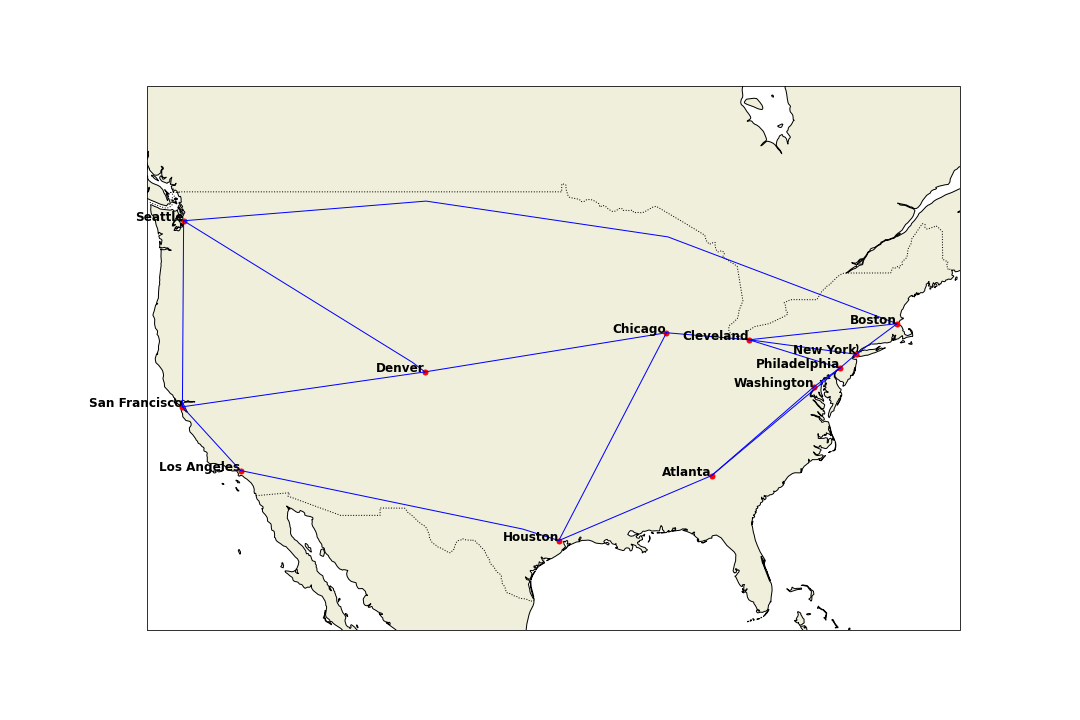 Seattle
Boston
Chicago
Cleveland
New York
Philadelphia
Denver
Washington
San Francisco
Los Angeles
Atlanta
Houston